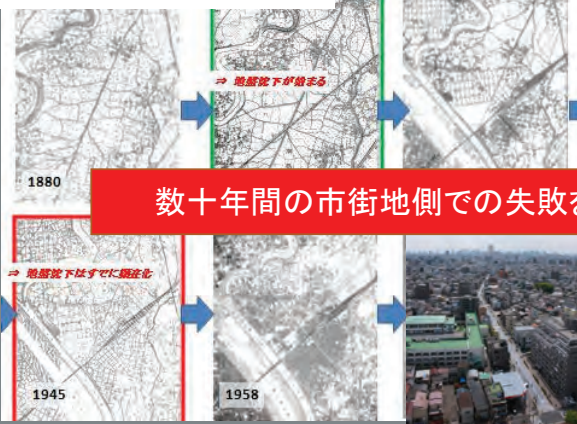 ⇒ 地盤沈下が始まる
1880
数十年間の市街地側での失敗を
⇒ 地盤沈下はすでに顕在化
1945
1958